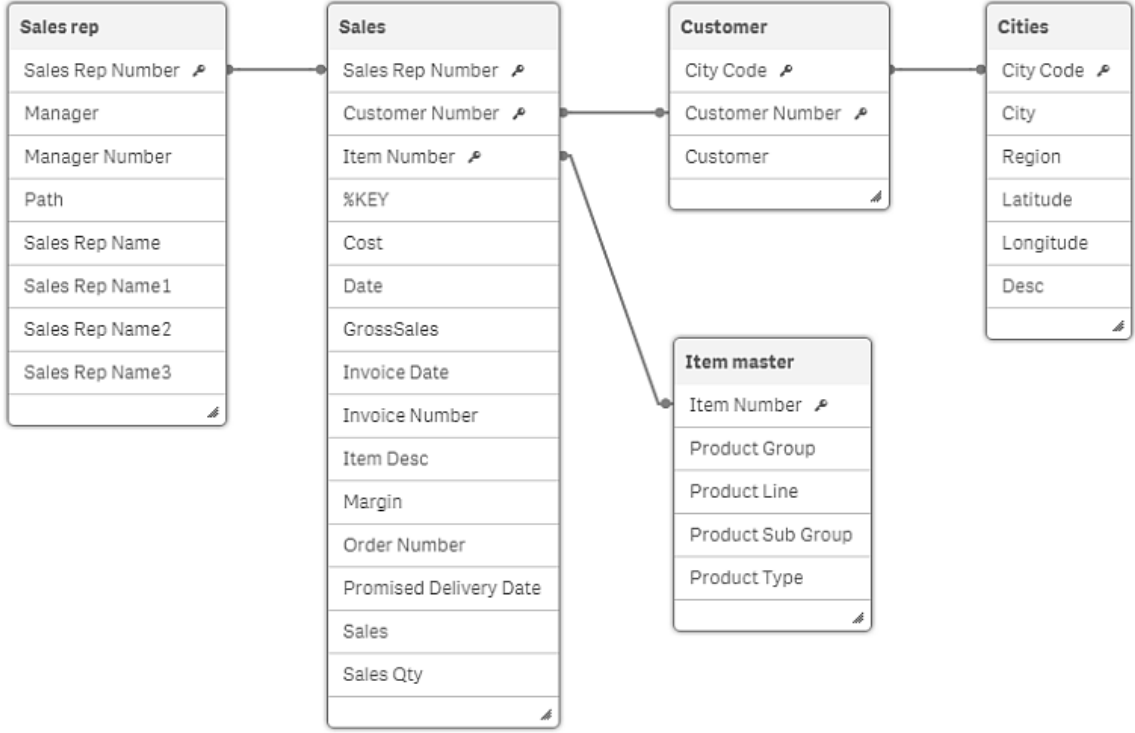 Sales rep
Sales Rep Number
Manager
Manager Number
Path
Sales Rep Name
Sales Rep Name1
Sales Rep Name2
Sales Rep Name3
Sales
Sales Rep Number
Customer Number
Item Number
%KEY
Cost
Date
GrossSales
Invoice Date
Invoice Number
Item Desc
Margin
Order Number
Promised Delivery Date
Sales
Sales Qty
Customer
City Code
Customer Number
Customer
Cities
City Code
City
Region
Latitude
Longitude
Desc
Item master
Item Number
Product Group
Product Line
Product Sub Group
Product Type